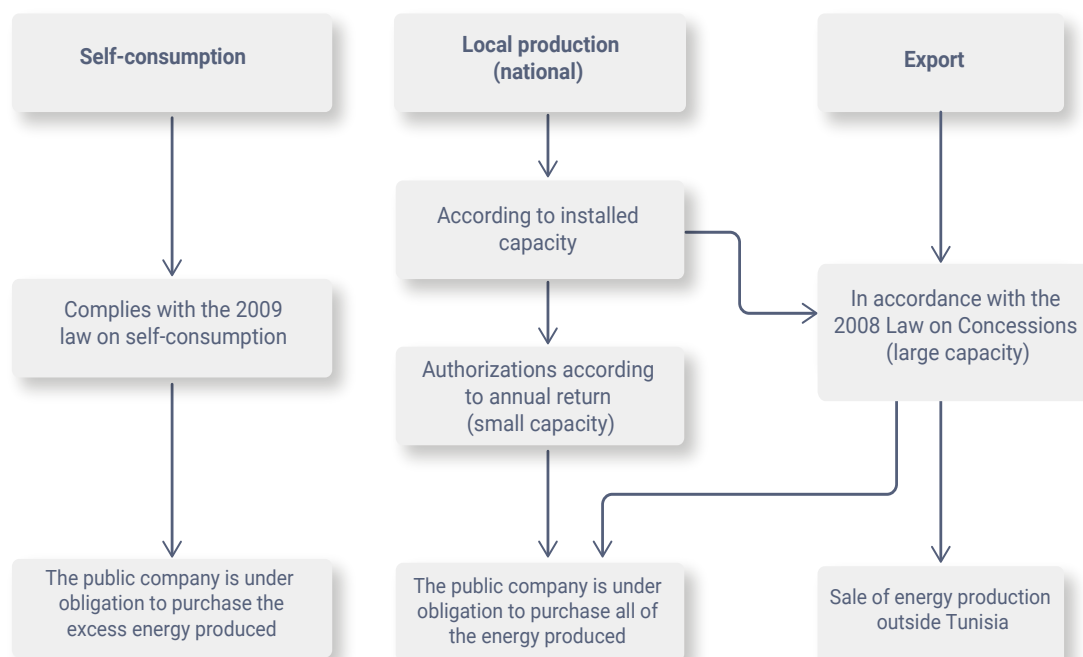 Self-consumption
Local production
(national)
Export
According to installed
capacity
Complies with the 2009
law on self-consumption
In accordance with the
2008 Law on Concessions
(large capacity)
Authorizations according
to annual return
(small capacity)
The public company is under
obligation to purchase the
excess energy produced
The public company is under
obligation to purchase all of
the energy produced
Sale of energy production
outside Tunisia